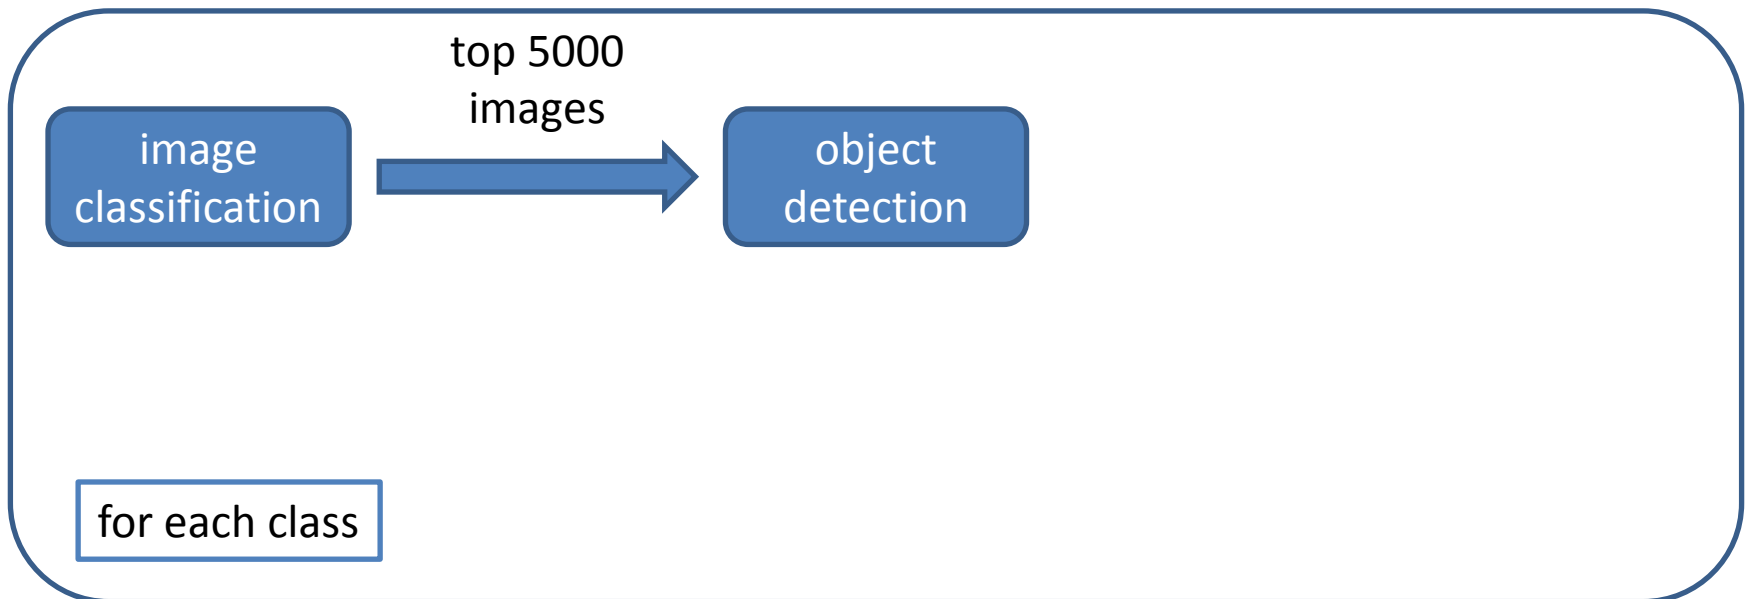 top 5000
images
image
classification
object
detection
for each class